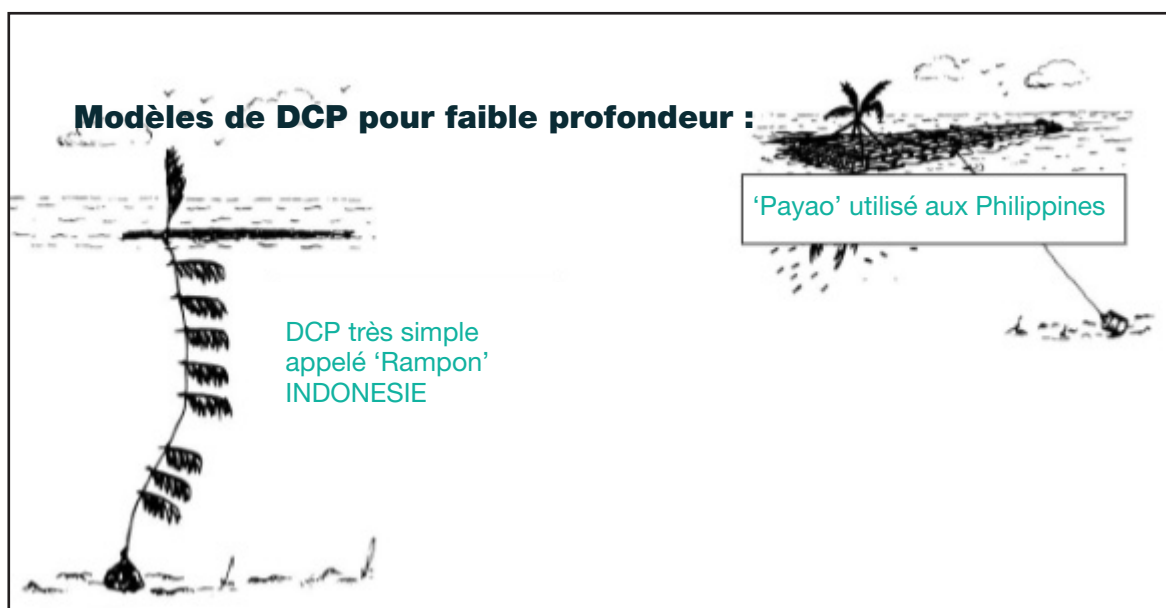 Modèles de DCP pour faible profondeur :
‘Payao’ utilisé aux Philippines
DCP très simple
appelé ‘Rampon’
INDONESIE